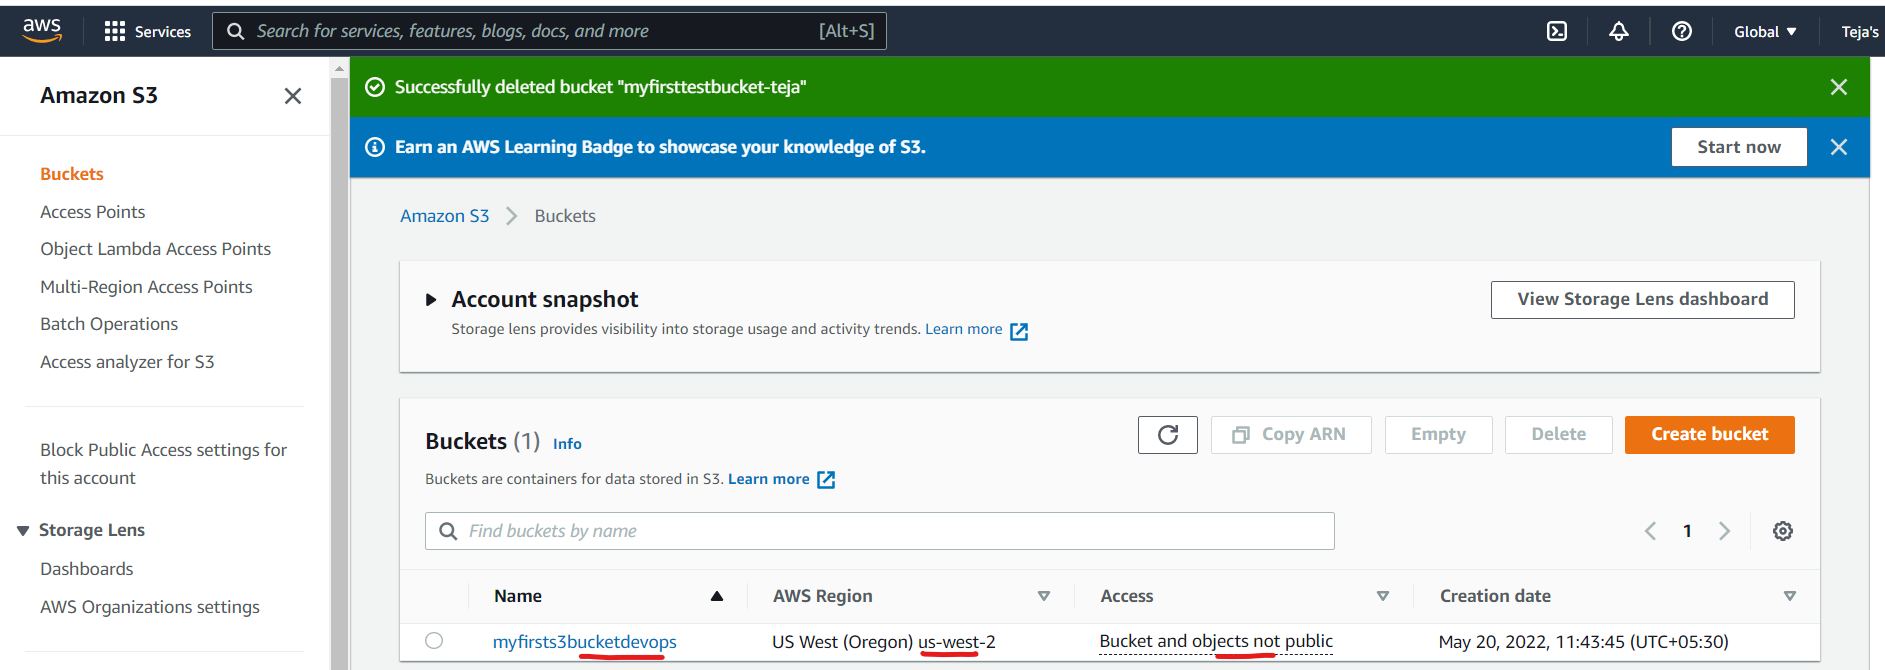 aws
Services
Search for services, features, blogs, docs, and more
[Alt+S]
Global
Teja's
Amazon S3
Buckets
Access Points
Object Lambda Access Points
Multi-Region Access Points
Batch Operations
Access analyzer for S3
Block Public Access settings for
this account
Storage Lens
Dashboards
AWS Organizations settings
Successfully deleted bucket "myfirsttestbucket-teja"
Earn an AWS Learning Badge to showcase your knowledge of S3.
Start now
Amazon S3
Buckets
Account snapshot
View Storage Lens dashboard
Storage lens provides visibility into storage usage and activity trends. Learn more
Buckets (1) Info
Copy ARN
Empty
Delete
Create bucket
Buckets are containers for data stored in S3. Learn more
Find buckets by name
1
Name
AWS Region
Access
Creation date
myfirsts3bucketdevops
US West (Oregon) us-west-2
Bucket and objects not public
May 20, 2022, 11:43:45 (UTC+05:30)